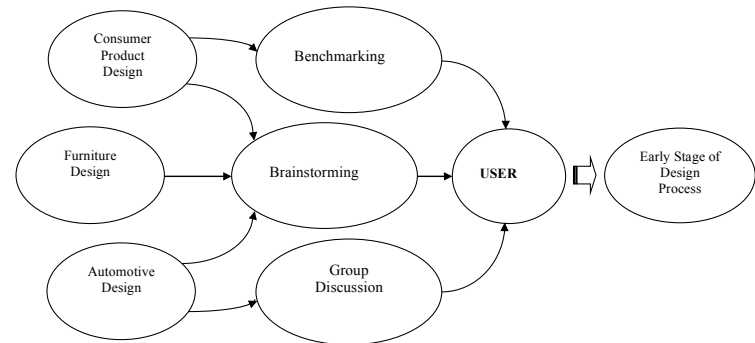 Consumer
Product
Design
Benchmarking
Furniture
Design
Brainstorming
USER
Early Stage of
Design
Process
Automotive
Design
Group
Discussion